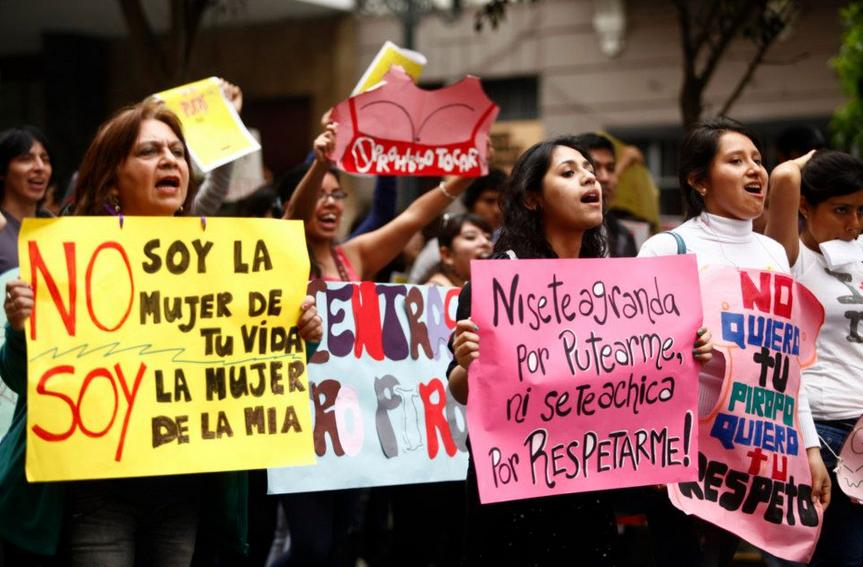 PROHIBIDO TOCAR
NO SOY LA
MUJER DE
TU VIDA
SOY LA MUJER
DE LA MIA
Ni se te agranda
por Putearme,
ni se te achica
Por RESPETARME!
NO
QUIERO
TU
PIROPO
QUIERO
TU
RESPETO